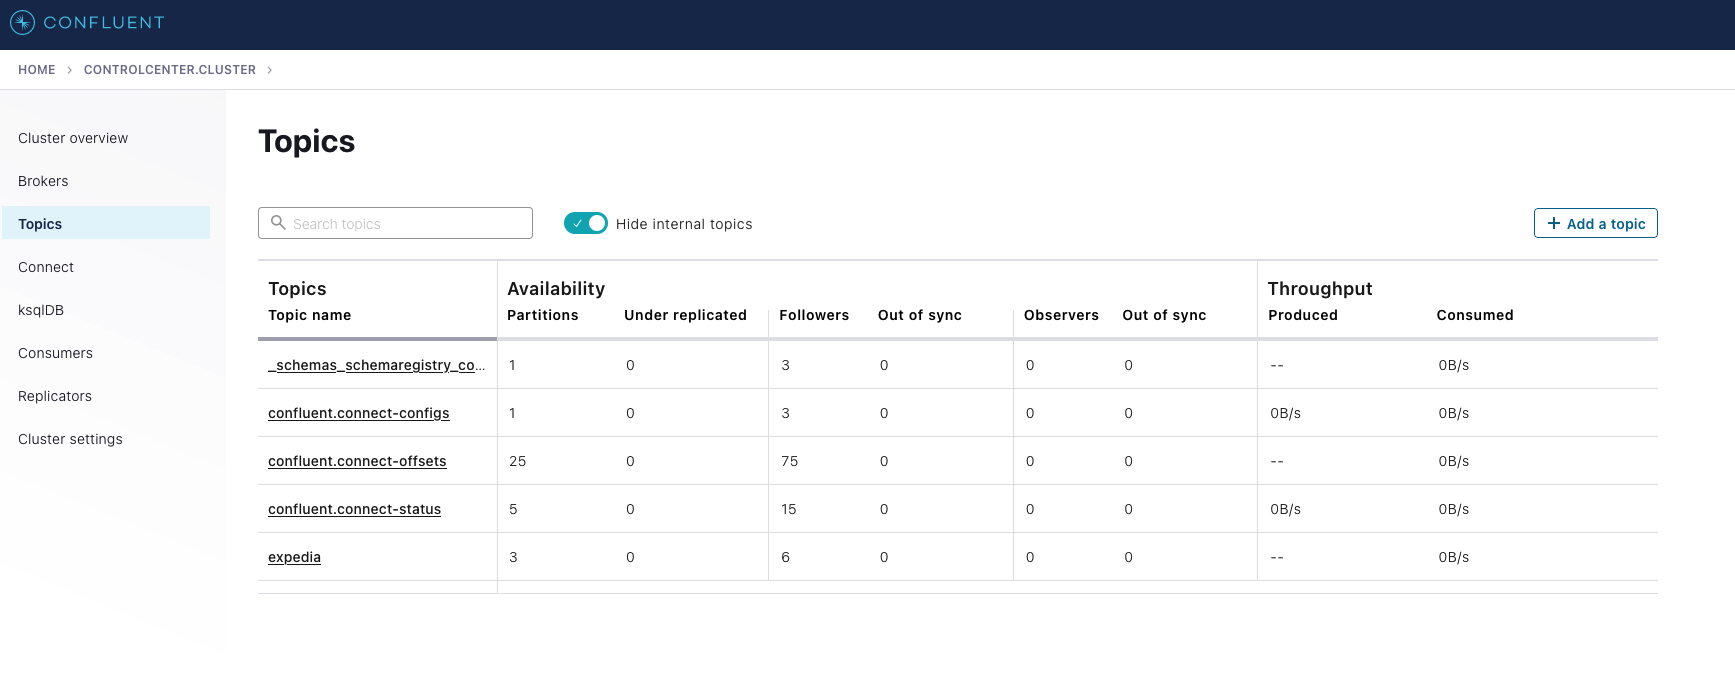 CONFLUENT
HOME > CONTROLCENTER.CLUSTER >
Cluster overview
Brokers
Topics
Connect
ksqlDB
Consumers
Replicators
Cluster settings
Topics
Search topics
Hide internal topics
+ Add a topic
Topics Availability Throughput
Topic name Partitions Under replicated Followers Out of sync Observers Out of sync Produced Consumed
_schemas_schemaregistry_co... 1 0 3 0 0 0 -- 0B/s
confluent.connect-configs 1 0 3 0 0 0 0B/s 0B/s
confluent.connect-offsets 25 0 75 0 0 0 -- 0B/s
confluent.connect-status 5 0 15 0 0 0 0B/s 0B/s
expedia 3 0 6 0 0 0 -- 0B/s